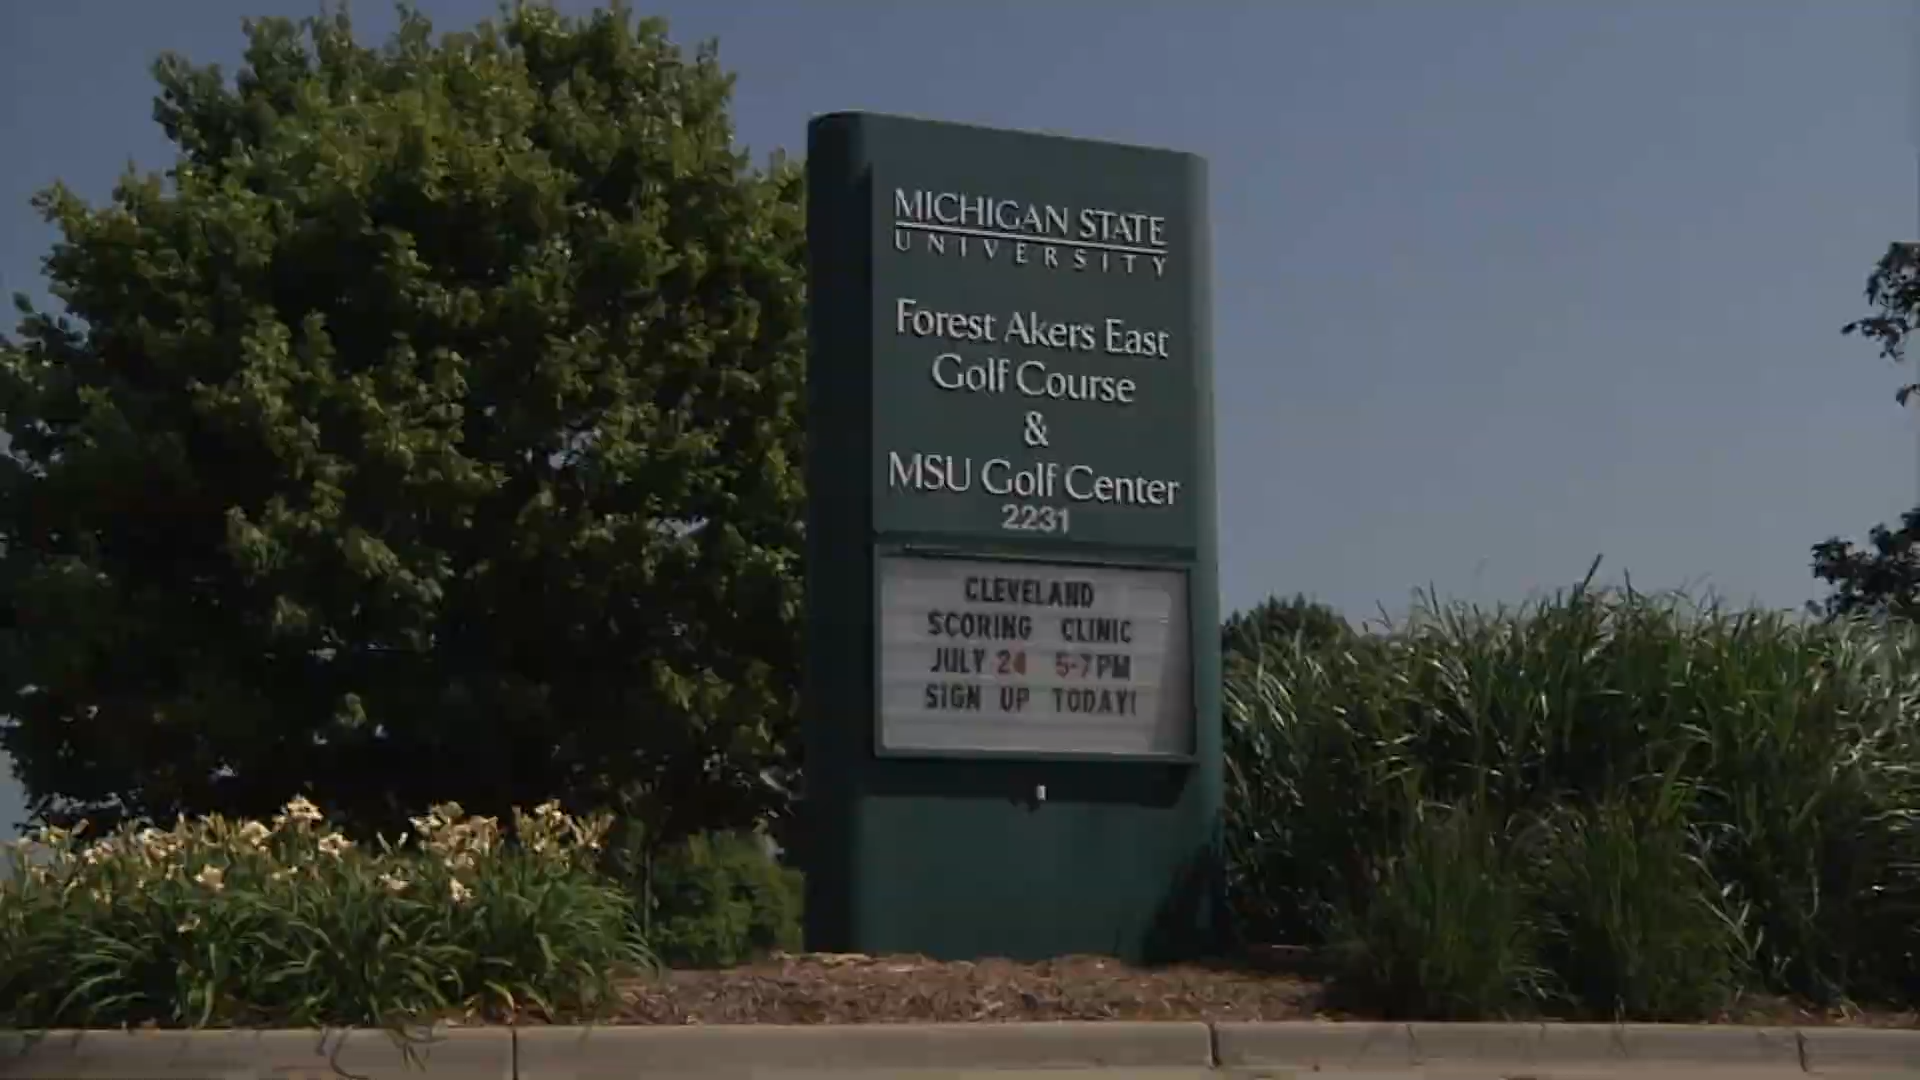 MICHIGAN STATE
UNIVERSITY
Forest Akers East
Golf Course
&
MSU Golf Center
2231
CLEVELAND
SCORING CLINIC
JULY 24 5-7PM
SIGN UP TODAY!